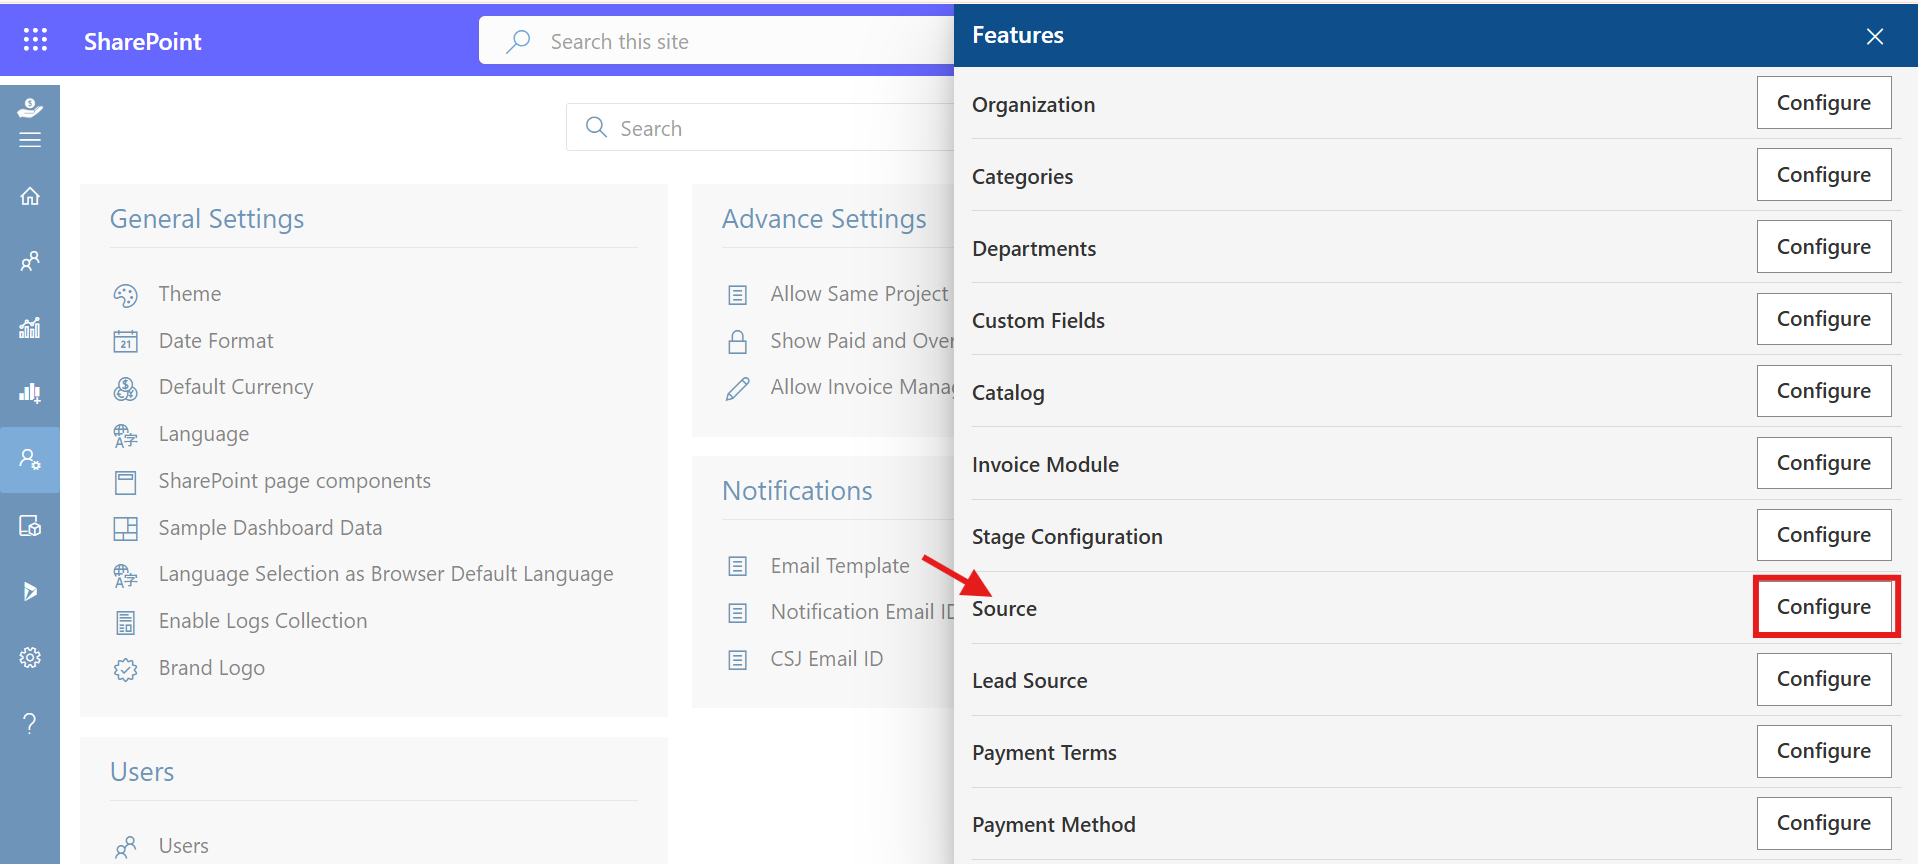 SharePoint
Search this site
Search
General Settings
Theme
Date Format
21
Default Currency
Language
SharePoint page components
Sample Dashboard Data
Language Selection as Browser Default Language
Enable Logs Collection
Brand Logo
Users
Users
Advance Settings
Allow Same Project
Show Paid and Over
Allow Invoice Manag
Notifications
Email Template
Notification Email ID
CSJ Email ID
Features
Organization Configure
Categories Configure
Departments Configure
Custom Fields Configure
Catalog Configure
Invoice Module Configure
Stage Configuration Configure
Source Configure
Lead Source Configure
Payment Terms Configure
Payment Method Configure